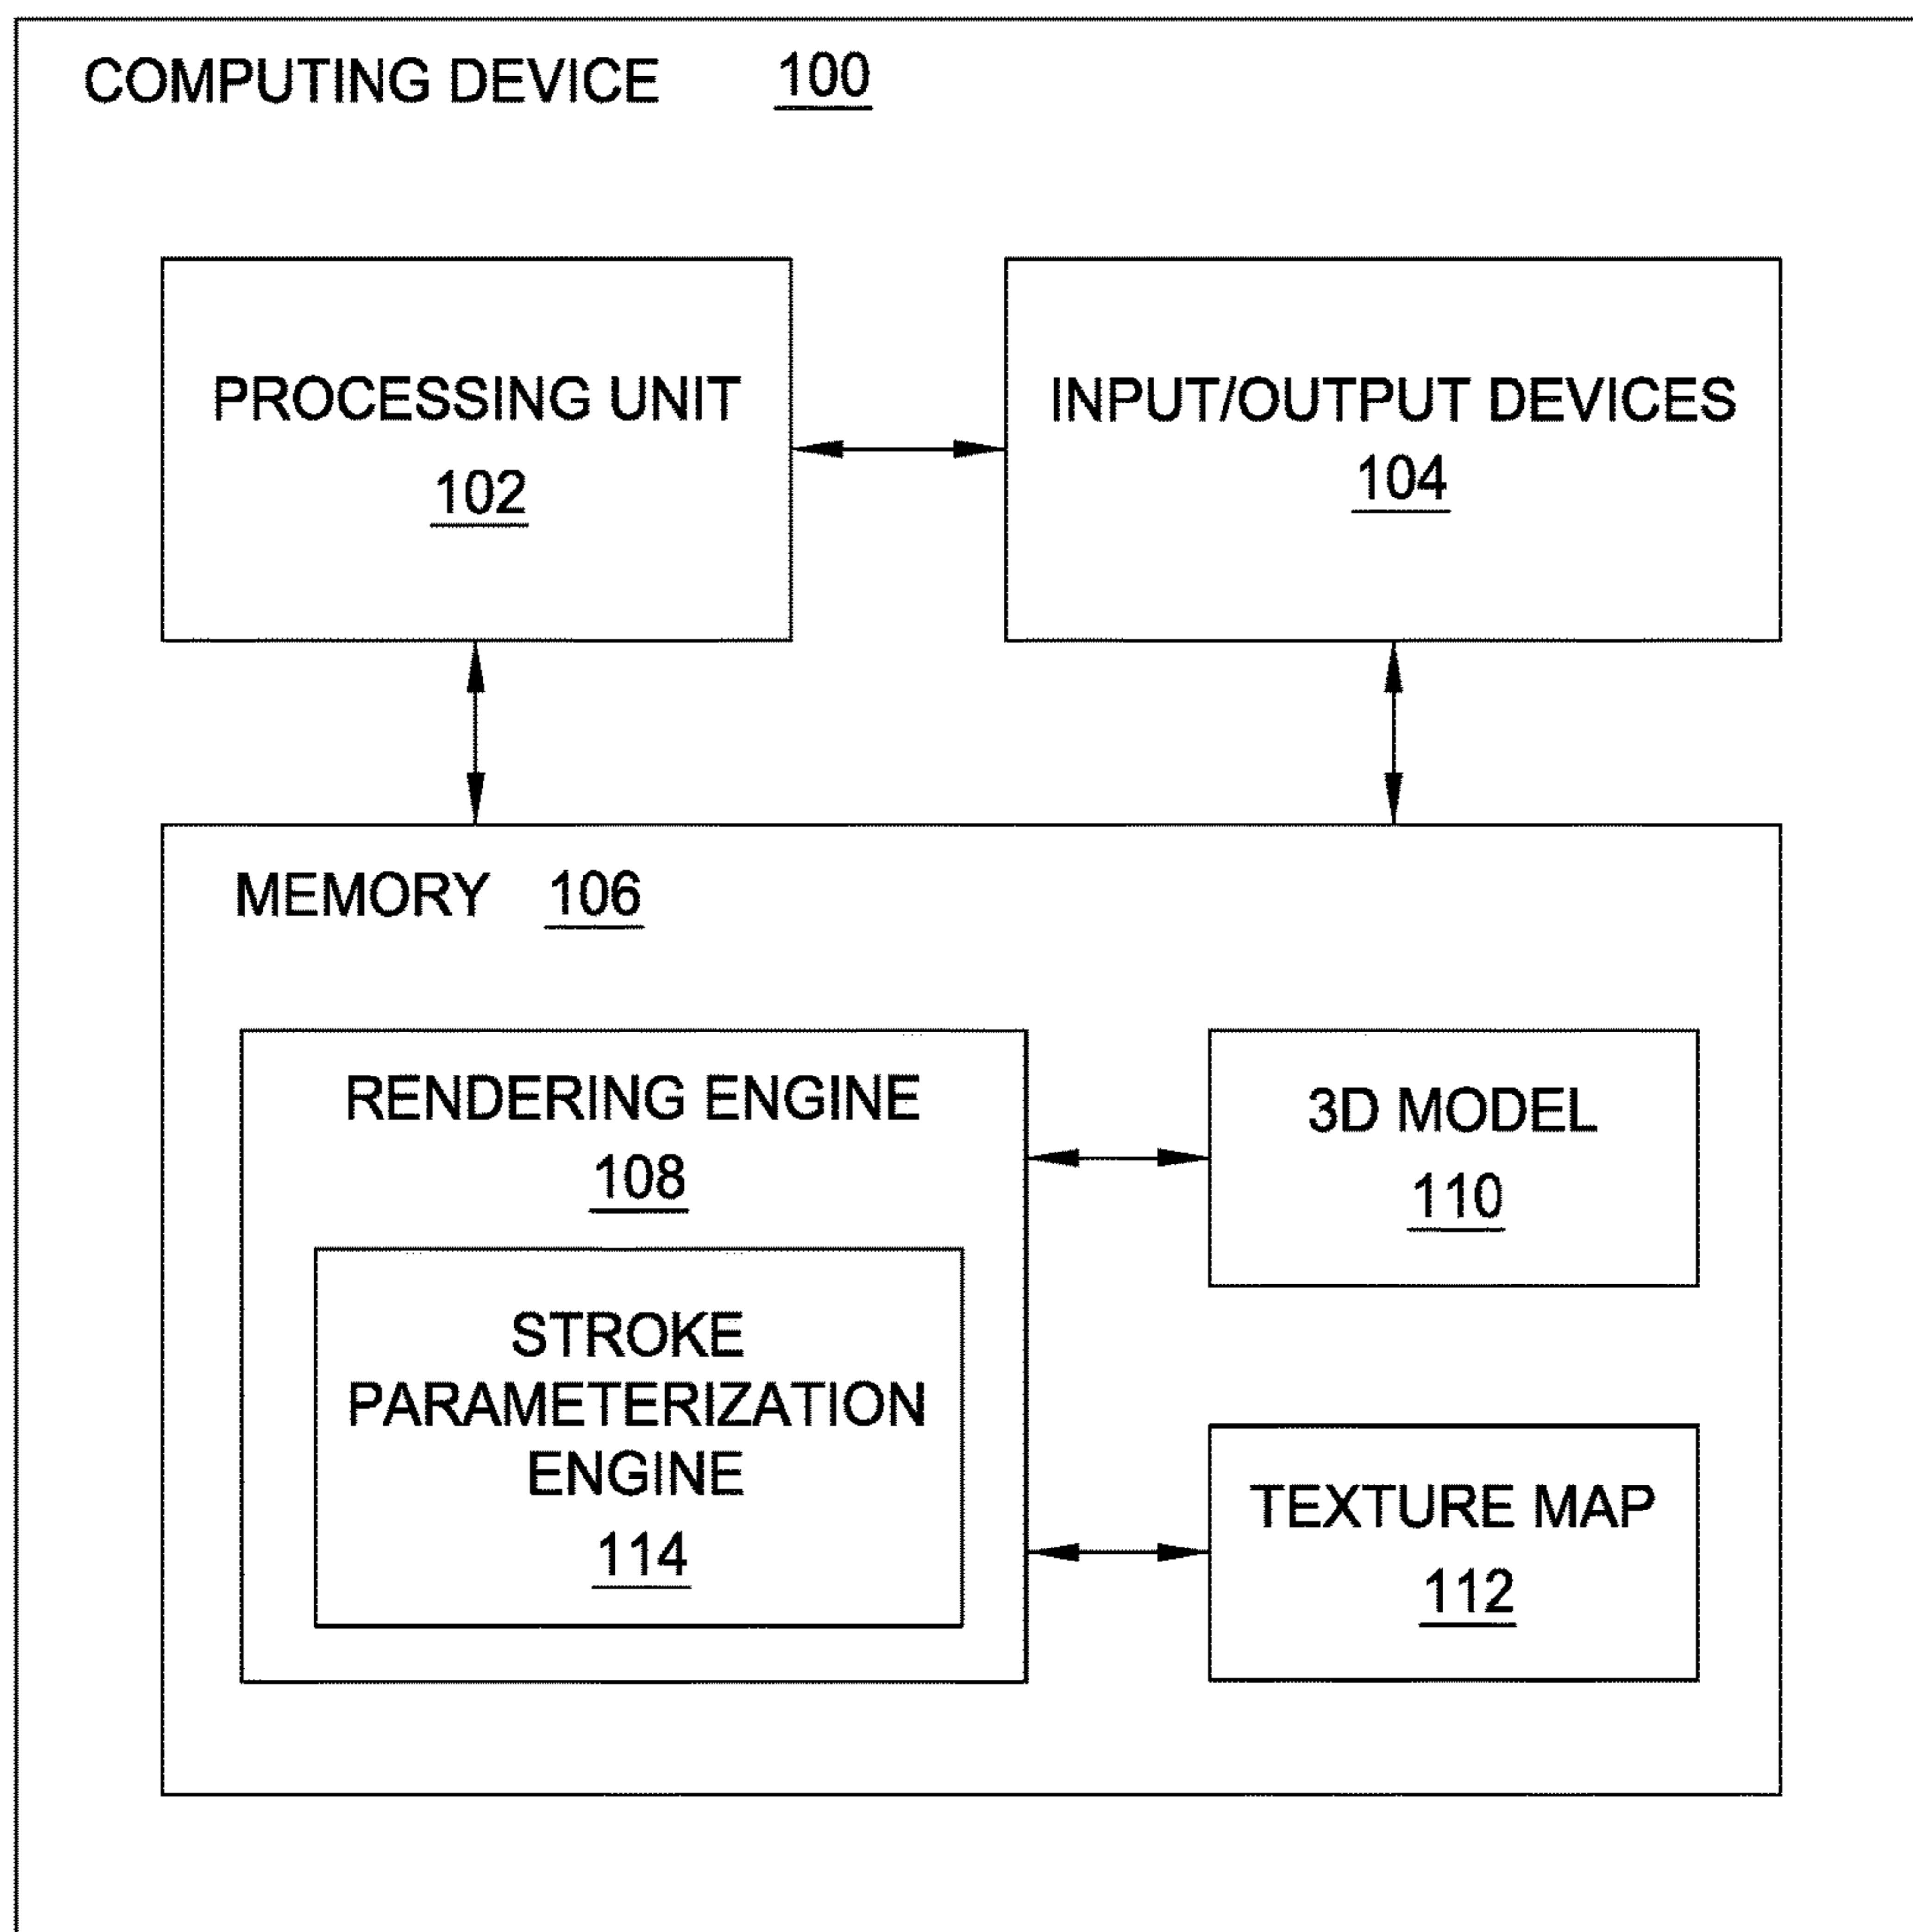 COMPUTING DEVICE 100
PROCESSING UNIT
102
INPUT/OUTPUT DEVICES
104
MEMORY 106
RENDERING ENGINE
108
STROKE
PARAMETERIZATION
ENGINE
114
3D MODEL
110
TEXTURE MAP
112